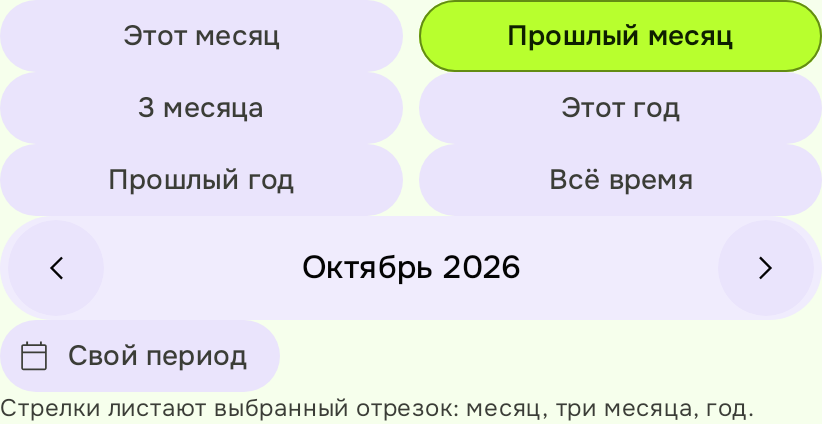 Этот месяц
Прошлый месяц
3 месяца
Этот год
Прошлый год
Всё время
Октябрь 2026
Свой период
Стрелки листают выбранный отрезок: месяц, три месяца, год.